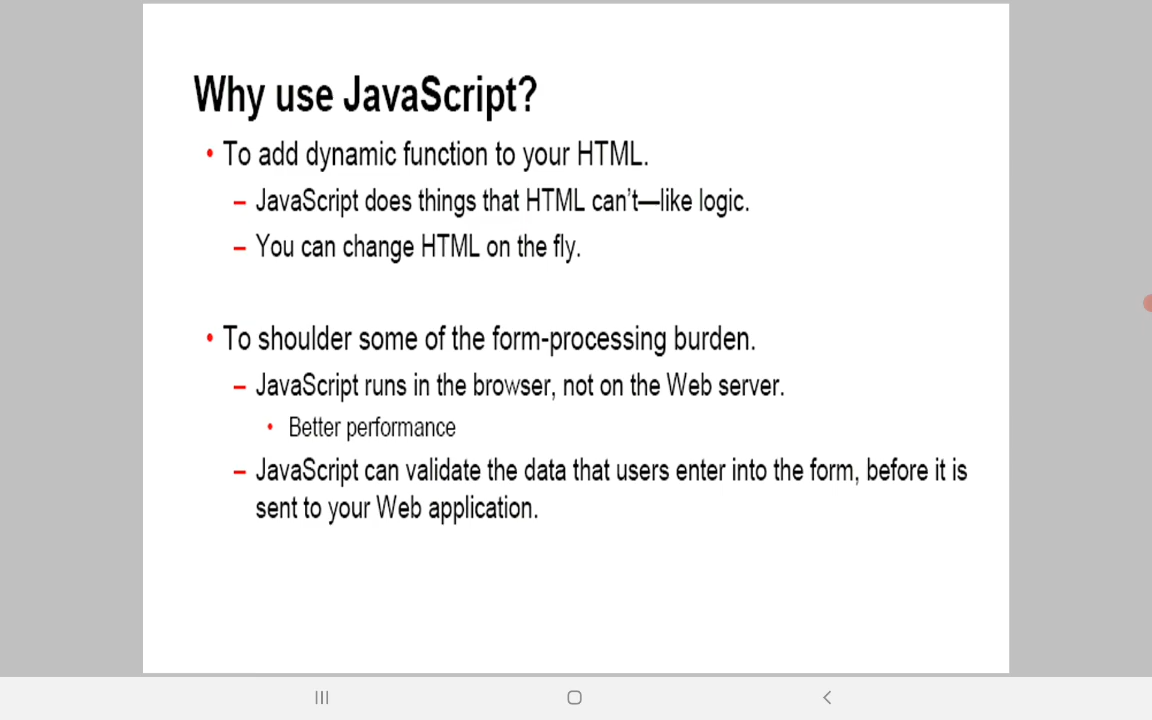 Why use JavaScript?
• To add dynamic function to your HTML.
– JavaScript does things that HTML can't—like logic.
– You can change HTML on the fly.
• To shoulder some of the form-processing burden.
– JavaScript runs in the browser, not on the Web server.
• Better performance
– JavaScript can validate the data that users enter into the form, before it is
sent to your Web application.